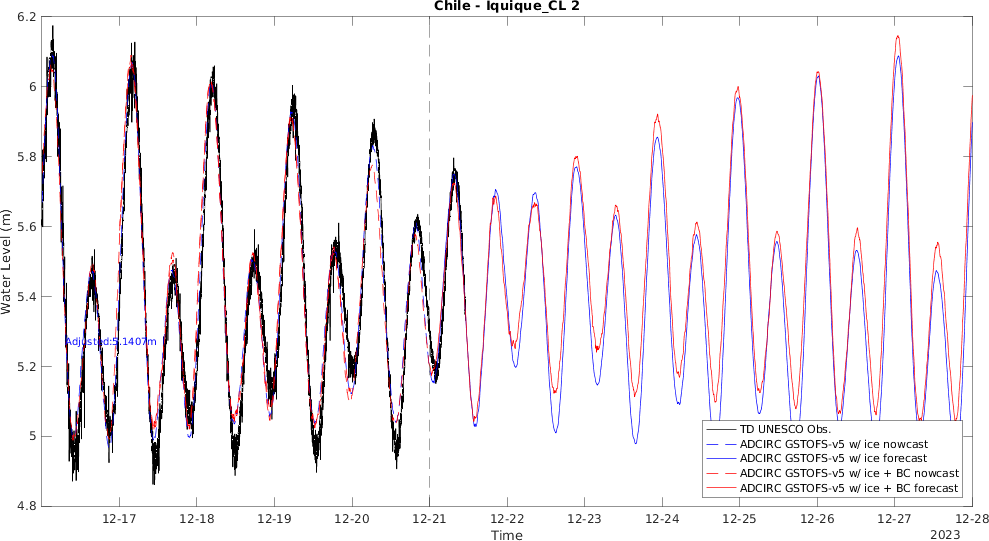 Chile - Iquique_CL 2
6.2
6
5.8
5.6
5.4
5.2
5
4.8
Water Level (m)
Adjusted:5.1407m
TD UNESCO Obs.
ADCIRC GSTOFS-v5 w/ ice nowcast
ADCIRC GSTOFS-v5 w/ ice forecast
ADCIRC GSTOFS-v5 w/ ice + BC nowcast
ADCIRC GSTOFS-v5 w/ ice + BC forecast
12-17 12-18 12-19 12-20 12-21 12-22 12-23 12-24 12-25 12-26 12-27 12-28
Time
2023